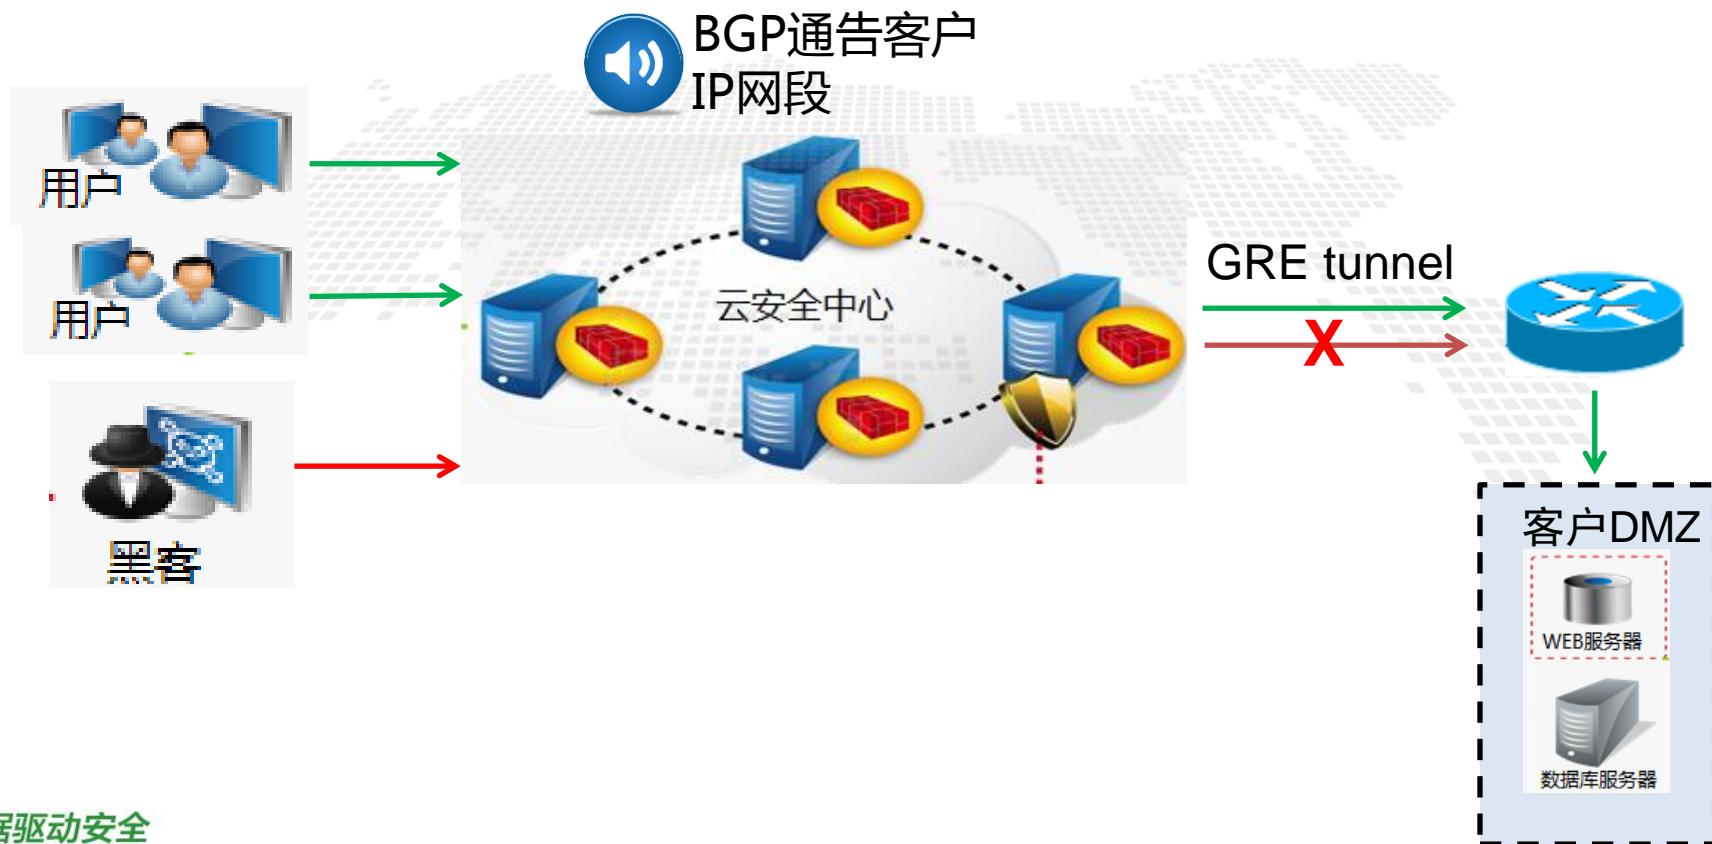 BGP通告客户
IP网段
用户
用户
黑客
云安全中心
GRE tunnel
X
客户DMZ
WEB服务器
数据库服务器
据驱动安全